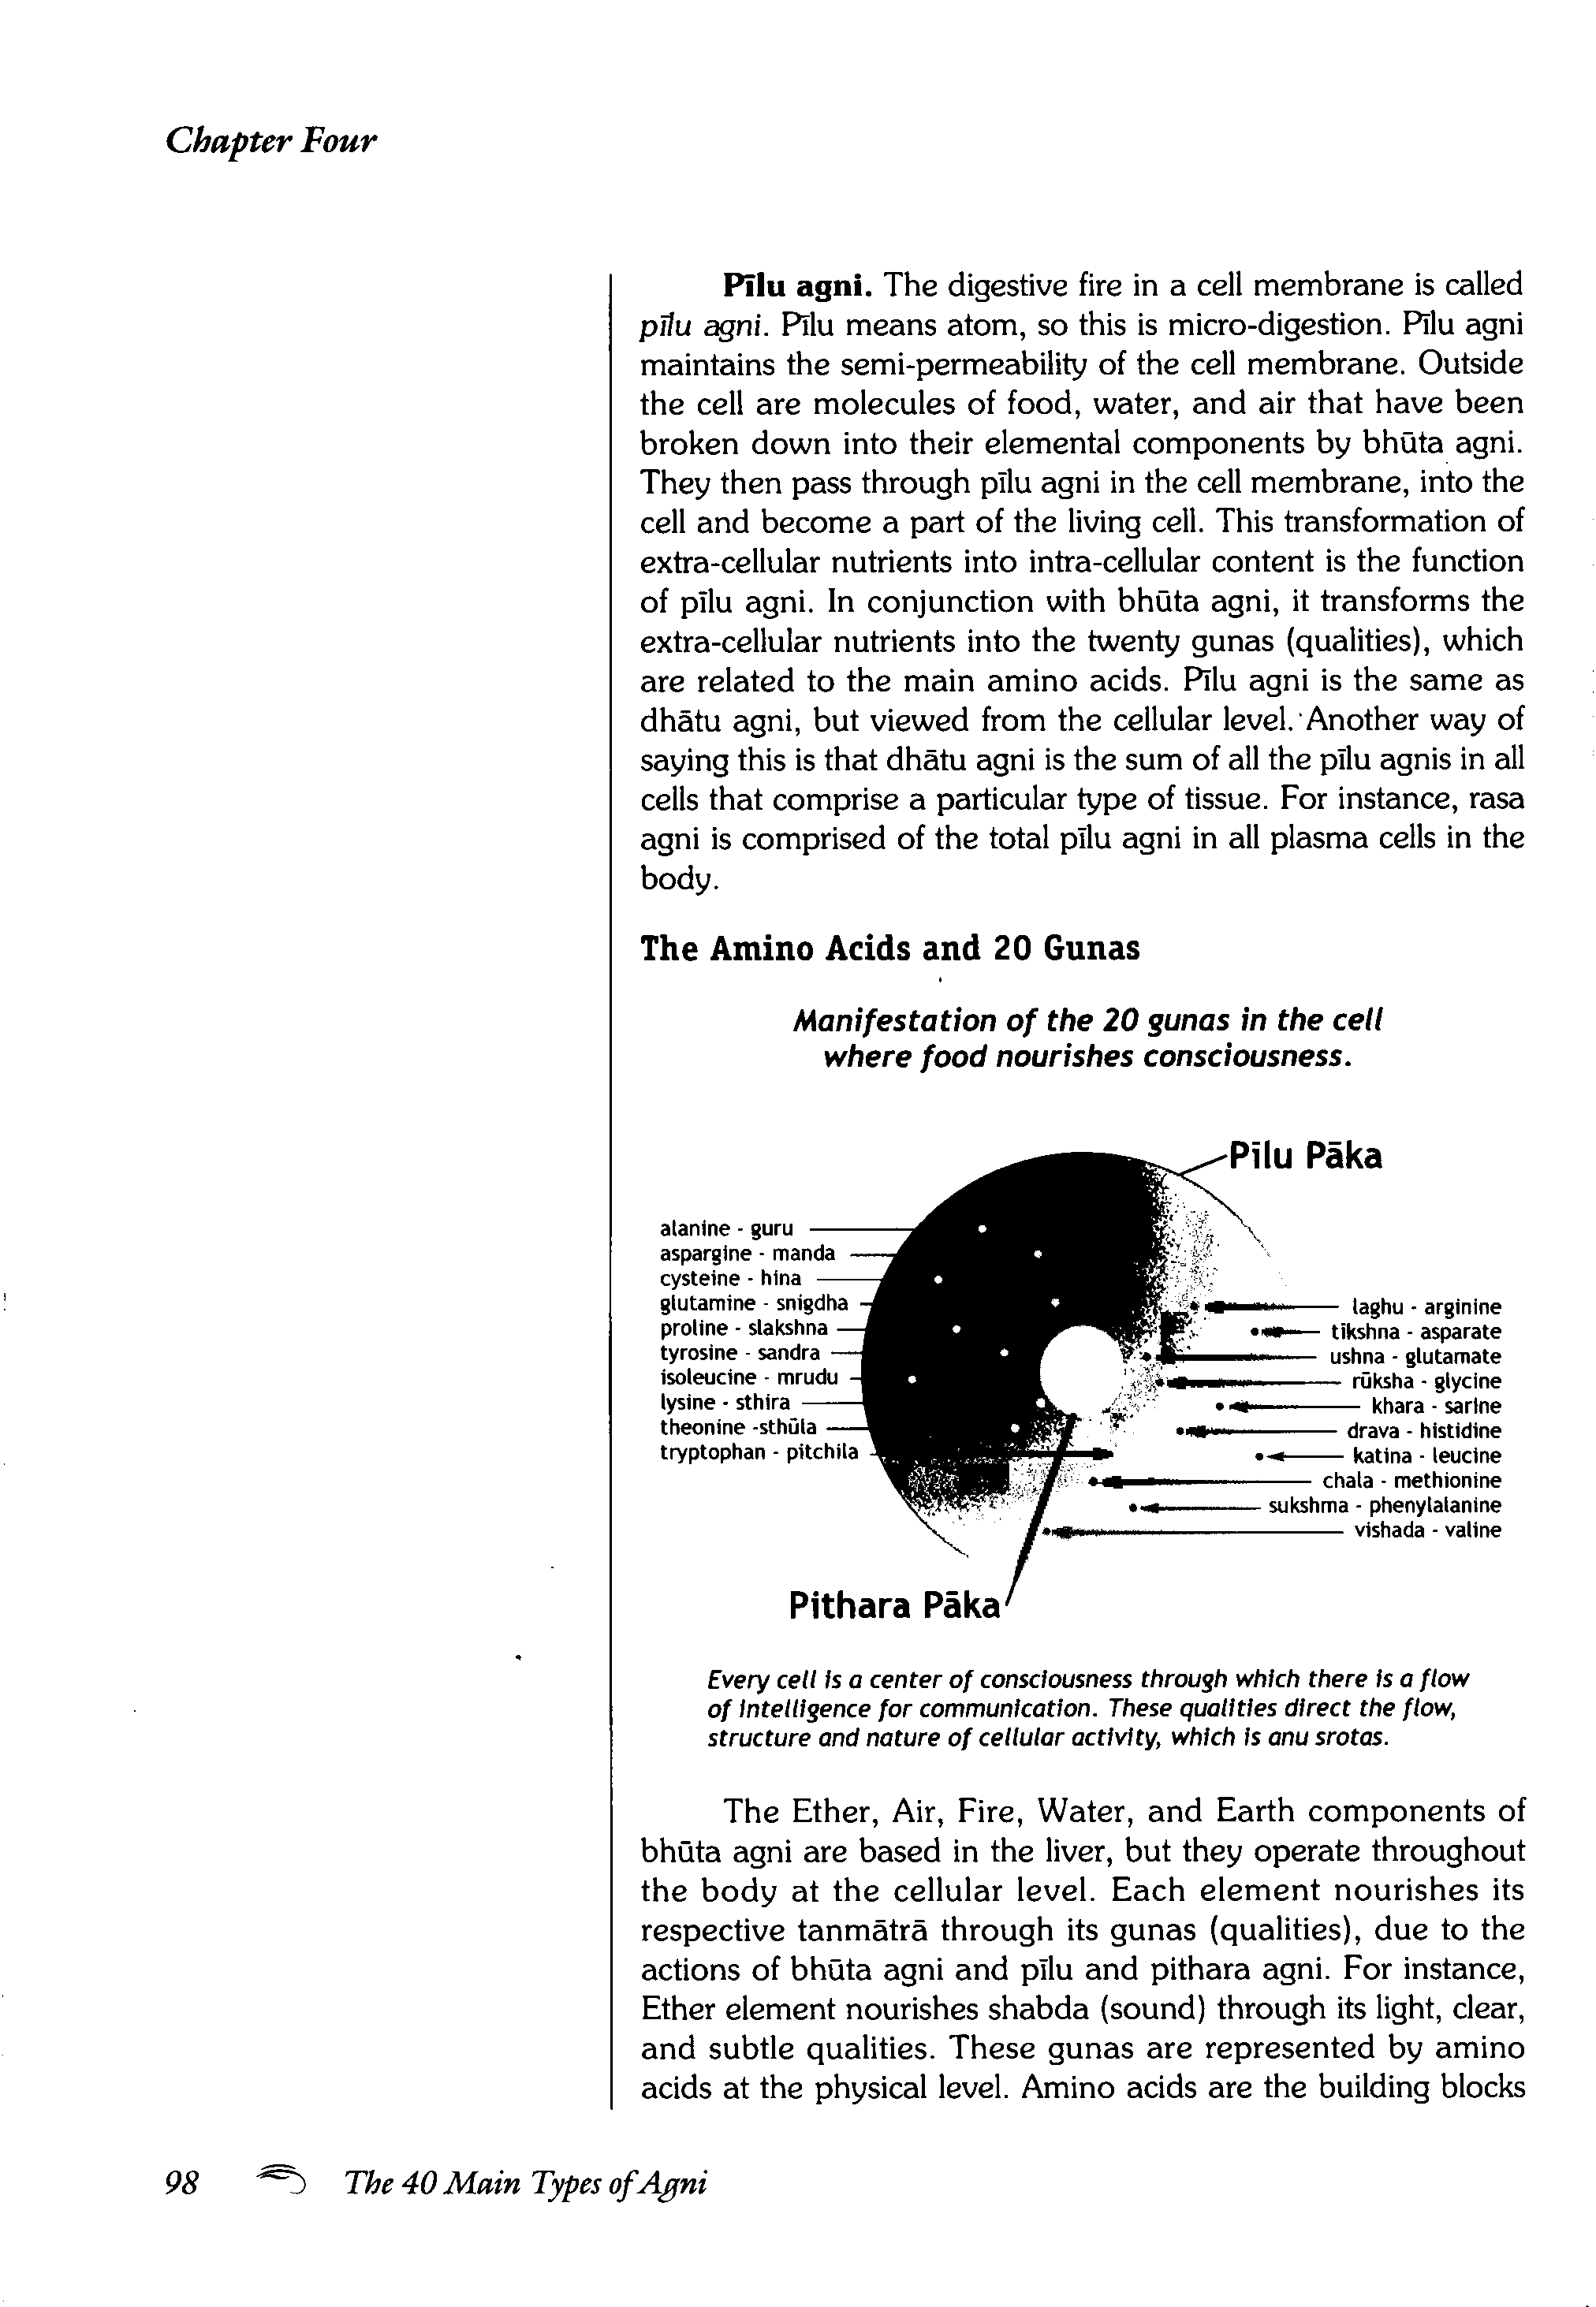 Chapter Four
Pīlu agni. The digestive fire in a cell membrane is called
pīlu agni. Pīlu means atom, so this is micro-digestion. Pīlu agni
maintains the semi-permeability of the cell membrane. Outside
the cell are molecules of food, water, and air that have been
broken down into their elemental components by bhūta agni.
They then pass through pīlu agni in the cell membrane, into the
cell and become a part of the living cell. This transformation of
extra-cellular nutrients into intra-cellular content is the function
of pīlu agni. In conjunction with bhūta agni, it transforms the
extra-cellular nutrients into the twenty gunas (qualities), which
are related to the main amino acids. Pīlu agni is the same as
dhātu agni, but viewed from the cellular level. Another way of
saying this is that dhātu agni is the sum of all the pīlu agnis in all
cells that comprise a particular type of tissue. For instance, rasa
agni is comprised of the total pīlu agni in all plasma cells in the
body.
The Amino Acids and 20 Gunas
Manifestation of the 20 gunas in the cell
where food nourishes consciousness.
Pīlu Pāka
alanine - guru
aspargine - manda
cysteine - hina
glutamine - snigdha
proline - slakshna
tyrosine - sandra
isoleucine - mrudu
lysine - sthira
theonine -sthūla
tryptophan - pitchila
laghu - arginine
tīkshna - asparate
ushna - glutamate
rūksha - glycine
khara - sarine
drava - histidine
katina - leucine
chala - methionine
sukshma - phenylalanine
vishada - valine
Pithara Pāka
Every cell is a center of consciousness through which there is a flow
of intelligence for communication. These qualities direct the flow,
structure and nature of cellular activity, which is anu srotas.
The Ether, Air, Fire, Water, and Earth components of
bhūta agni are based in the liver, but they operate throughout
the body at the cellular level. Each element nourishes its
respective tanmātrā through its gunas (qualities), due to the
actions of bhūta agni and pīlu and pithara agni. For instance,
Ether element nourishes shabda (sound) through its light, clear,
and subtle qualities. These gunas are represented by amino
acids at the physical level. Amino acids are the building blocks
98 The 40 Main Types of Agni